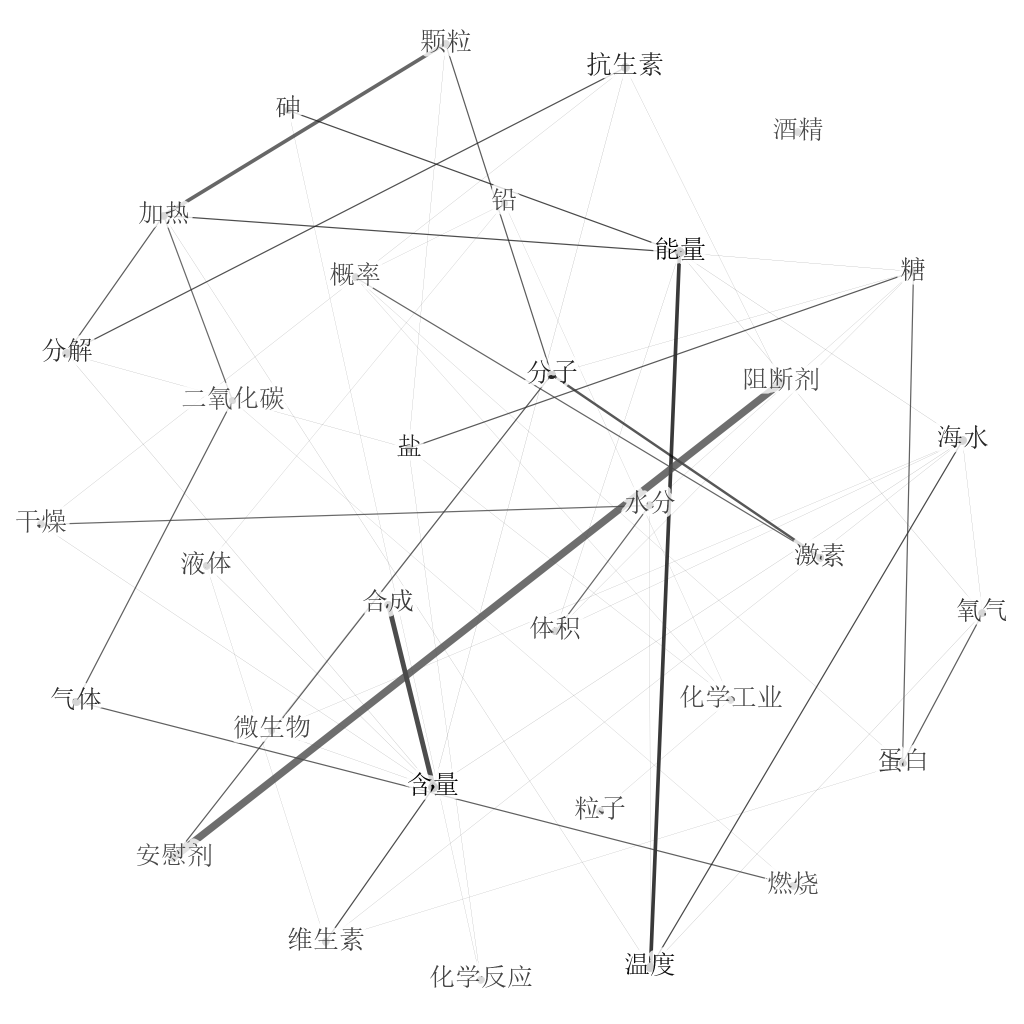 颗粒
抗生素
砷
酒精
铅
加热
能量
糖
概率
分解
分子
阻断剂
二氧化碳
海水
盐
水分
干燥
激素
液体
合成
氧气
体积
化学工业
气体
微生物
蛋白
含量
粒子
安慰剂
燃烧
维生素
温度
化学反应